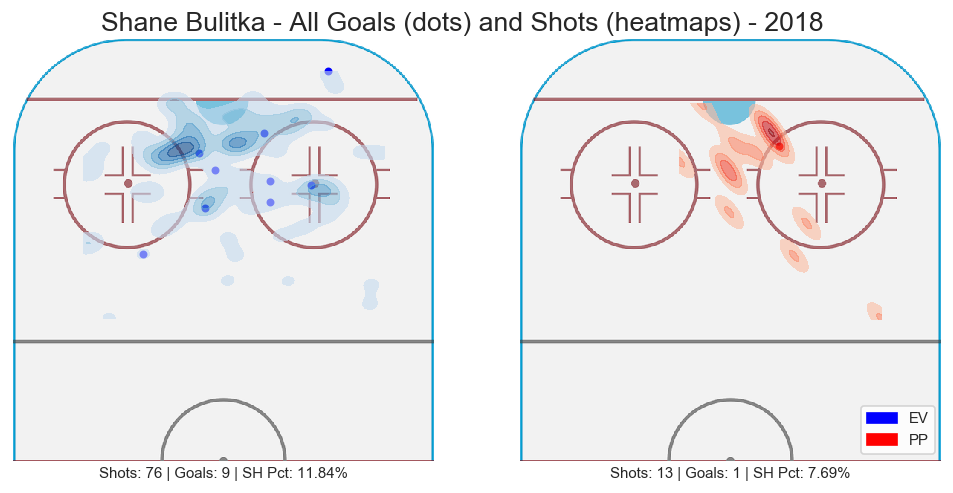 Shane Bulitka - All Goals (dots) and Shots (heatmaps) - 2018
EV
PP
Shots: 76 | Goals: 9 | SH Pct: 11.84%
Shots: 13 | Goals: 1 | SH Pct: 7.69%